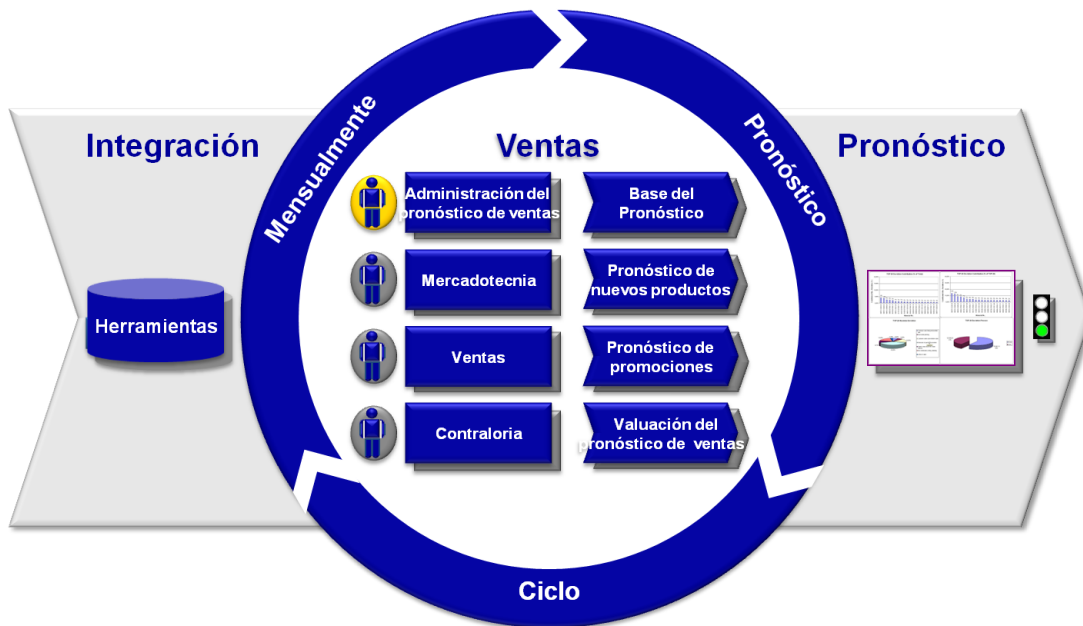 Integración
Mensualmente
Ventas
Pronóstico
Pronóstico
Herramientas
Administración del
pronóstico de ventas
Base del
Pronóstico
Mercadotecnia
Pronóstico de
nuevos productos
Ventas
Pronóstico de
promociones
Contraloria
Valuación del
pronóstico de ventas
Ciclo